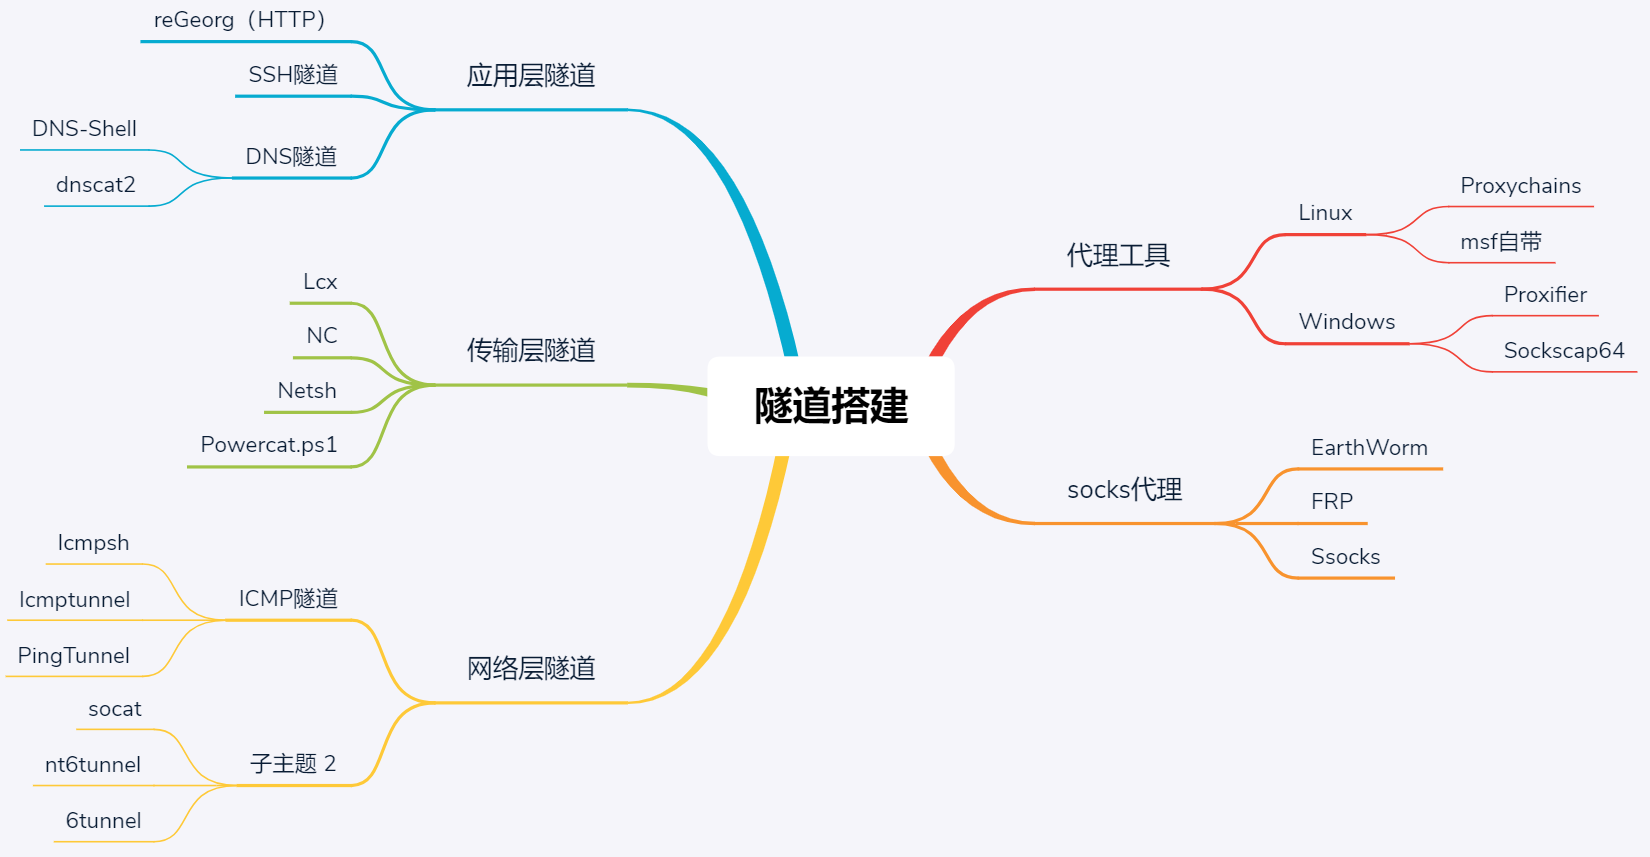 隧道搭建
应用层隧道
reGeorg（HTTP）
SSH隧道
DNS隧道
DNS-Shell
dnscat2
传输层隧道
Lcx
NC
Netsh
Powercat.ps1
网络层隧道
ICMP隧道
Icmpsh
Icmptunnel
PingTunnel
子主题 2
socat
nt6tunnel
6tunnel
代理工具
Linux
Proxychains
msf自带
Windows
Proxifier
Sockscap64
socks代理
EarthWorm
FRP
Ssocks